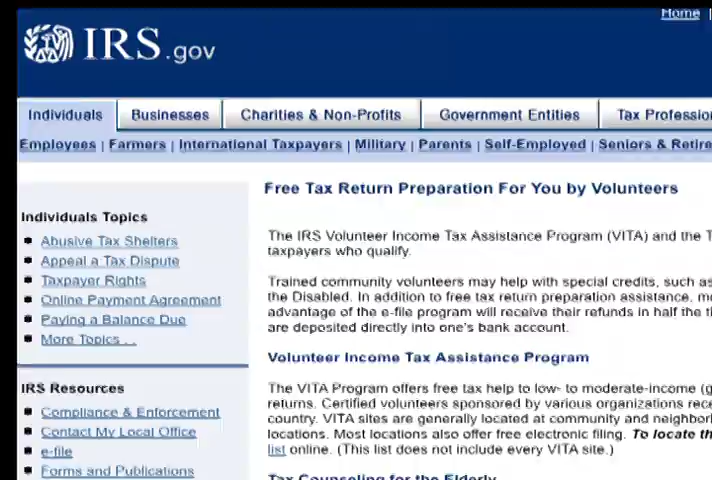 Home |
IRS.gov
Individuals Businesses Charities & Non-Profits Government Entities Tax
Employees | Farmers | International Taxpayers | Military | Parents | Self-Employed | Seniors &
Free Tax Return Preparation For You by Volunteers
Individuals Topics
Abusive Tax Shelters
Appeal a Tax Dispute
Taxpayer Rights
Online Payment Agreement
Paying a Balance Due
More Topics . .
IRS Resources
Compliance & Enforcement
Contact My Local Office
e-file
Forms and Publications
The IRS Volunteer Income Tax Assistance Program (VITA) and the
taxpayers who qualify.
Trained community volunteers may help with special credits, such as
the Disabled. In addition to free tax return preparation assistance,
advantage of the e-file program will receive their refunds in half the
are deposited directly into one's bank account.
Volunteer Income Tax Assistance Program
The VITA Program offers free tax help to low- to moderate-income
returns. Certified volunteers sponsored by various organizations
country. VITA sites are generally located at community and
locations. Most locations also offer free electronic filing. To locate
list online. (This list does not include every VITA site.)
Tax Counseling for the Elderly